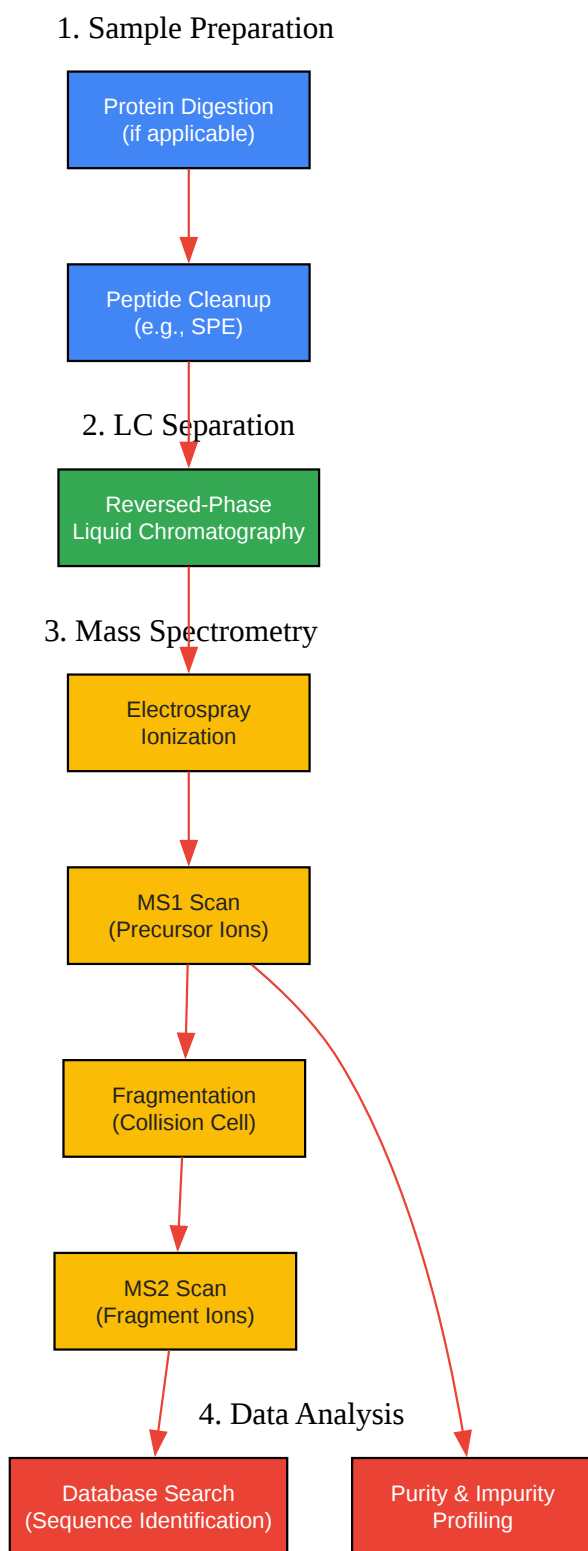 1. Sample Preparation
Protein Digestion
(if applicable)
Peptide Cleanup
(e.g., SPE)
2. LC Separation
Reversed-Phase
Liquid Chromatography
3. Mass Spectrometry
Electrospray
Ionization
MS1 Scan
(Precursor Ions)
Fragmentation
(Collision Cell)
MS2 Scan
(Fragment Ions)
4. Data Analysis
Database Search
(Sequence Identification)
Purity & Impurity
Profiling